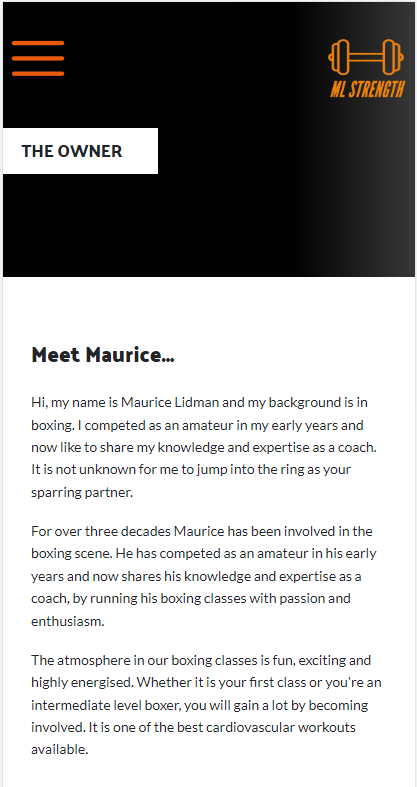 ML STRENGTH
THE OWNER
Meet Maurice...
Hi, my name is Maurice Lidman and my background is in
boxing. I competed as an amateur in my early years and
now like to share my knowledge and expertise as a coach.
It is not unknown for me to jump into the ring as your
sparring partner.
For over three decades Maurice has been involved in the
boxing scene. He has competed as an amateur in his early
years and now shares his knowledge and expertise as a
coach, by running his boxing classes with passion and
enthusiasm.
The atmosphere in our boxing classes is fun, exciting and
highly energised. Whether it is your first class or you're an
intermediate level boxer, you will gain a lot by becoming
involved. It is one of the best cardiovascular workouts
available.